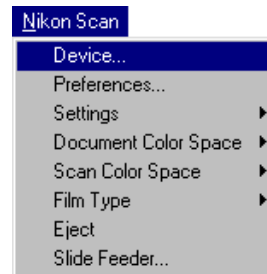 Nikon Scan
Device...
Preferences...
Settings
Document Color Space
Scan Color Space
Film Type
Eject
Slide Feeder...